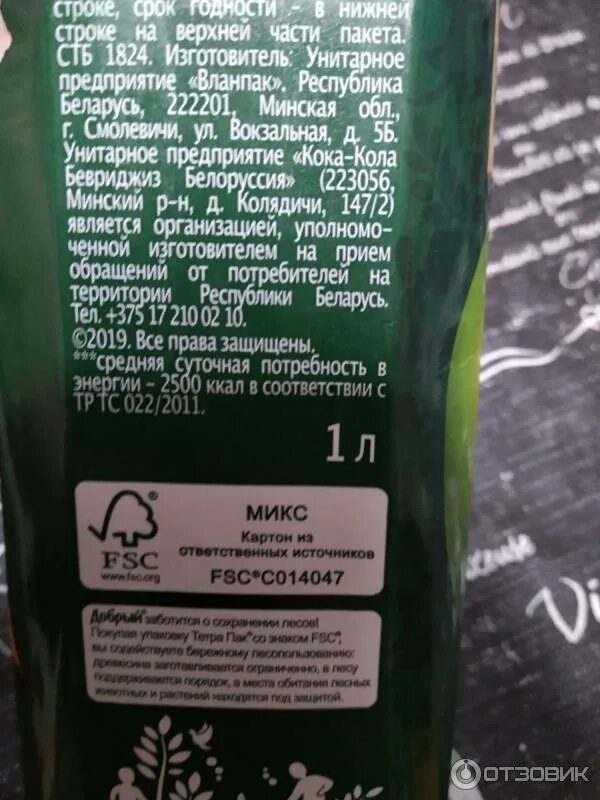 строке, срок годности - в нижней
строке на верхней части пакета.
СТБ 1824. Изготовитель: Унитарное
предприятие «Вланпак». Республика
Беларусь, 222201, Минская обл.,
г. Смолевичи, ул. Вокзальная, д. 5Б.
Унитарное предприятие «Кока-Кола
Бевриджиз Белоруссия» (223056,
Минский р-н, д. Колядичи, 147/2)
является организацией, уполномо-
ченной изготовителем на прием
обращений от потребителей на
территории Республики Беларусь.
Тел. +375 17 210 02 10.
©2019. Все права защищены.
***средняя суточная потребность в
энергии – 2500 ккал в соответствии с
ТР ТС 022/2011.
1 л
FSC
www.fsc.org
МИКС
Картон из
ответственных источников
FSC®C014047
Добрый® заботится о сохранении лесов!
Покупая упаковку Тетра Пак® со знаком FSC®,
вы содействуете бережному лесопользованию:
древесина заготавливается ограниченно, в лесу
поддерживается порядок, а места обитания лесных
животных и растений находятся под защитой.
Vi
ОТЗОВИК